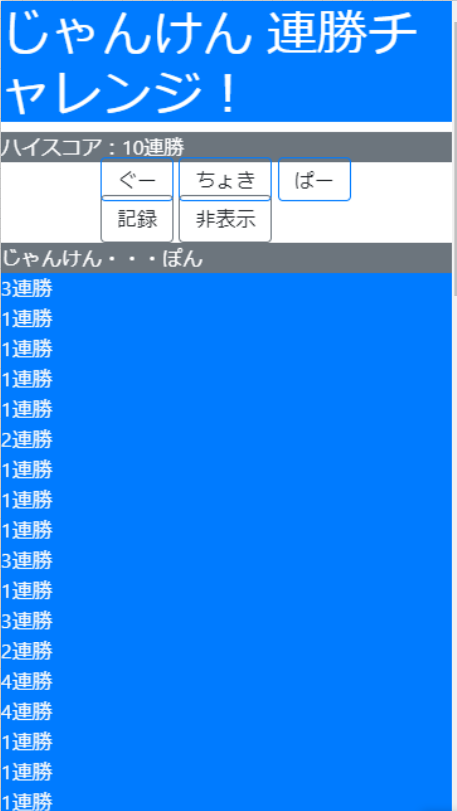 じゃんけん 連勝チ
ャレンジ！
ハイスコア：10連勝
ぐー ちょき ぱー
記録 非表示
じゃんけん・・・ぽん
3連勝
1連勝
1連勝
1連勝
1連勝
2連勝
1連勝
1連勝
1連勝
3連勝
1連勝
3連勝
2連勝
4連勝
4連勝
1連勝
1連勝
1連勝